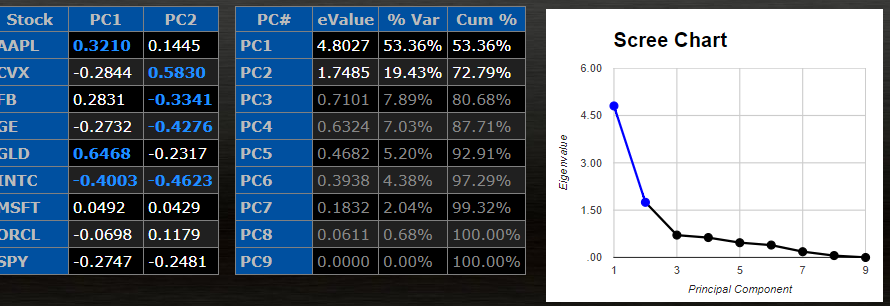 Stock PC1 PC2
AAPL 0.3210 0.1445
CVX -0.2844 0.5830
FB 0.2831 -0.3341
GE -0.2732 -0.4276
GLD 0.6468 -0.2317
INTC -0.4003 -0.4623
MSFT 0.0492 0.0429
ORCL -0.0698 0.1179
SPY -0.2747 -0.2481
PC# eValue % Var Cum %
PC1 4.8027 53.36% 53.36%
PC2 1.7485 19.43% 72.79%
PC3 0.7101 7.89% 80.68%
PC4 0.6324 7.03% 87.71%
PC5 0.4682 5.20% 92.91%
PC6 0.3938 4.38% 97.29%
PC7 0.1832 2.04% 99.32%
PC8 0.0611 0.68% 100.00%
PC9 0.0000 0.00% 100.00%
Scree Chart
6.00
4.50
3.00
1.50
.00
Eigenvalue
1 3 5 7 9
Principal Component